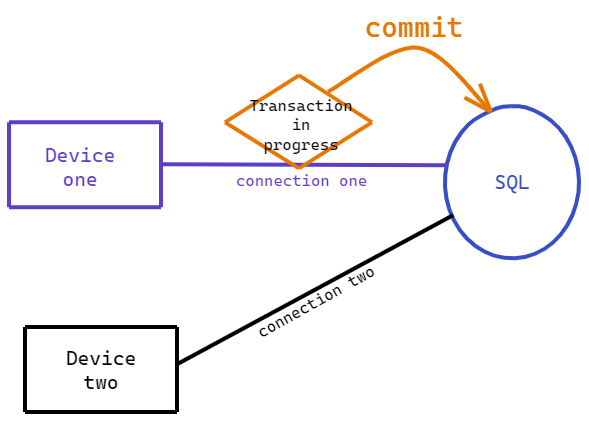 commit
Transaction
in
progress
Device
one
connection one
SQL
connection two
Device
two